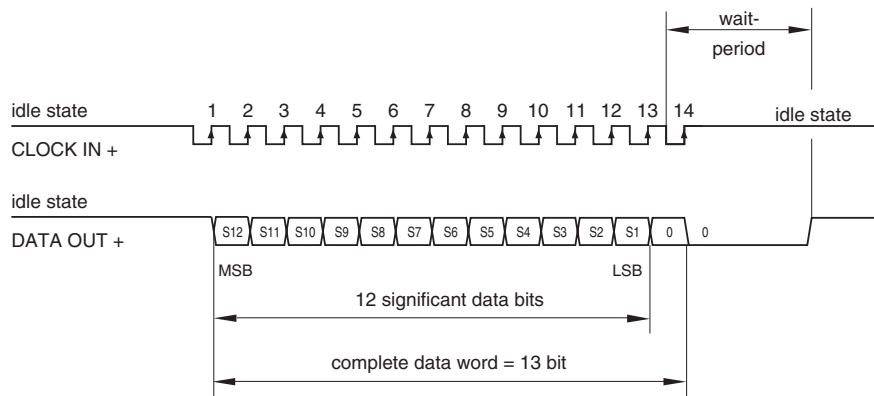 wait-
period
idle state
1 2 3 4 5 6 7 8 9 10 11 12 13 14
idle state
CLOCK IN +
idle state
DATA OUT +
S12 S11 S10 S9 S8 S7 S6 S5 S4 S3 S2 S1 0 0
MSB
LSB
12 significant data bits
complete data word = 13 bit